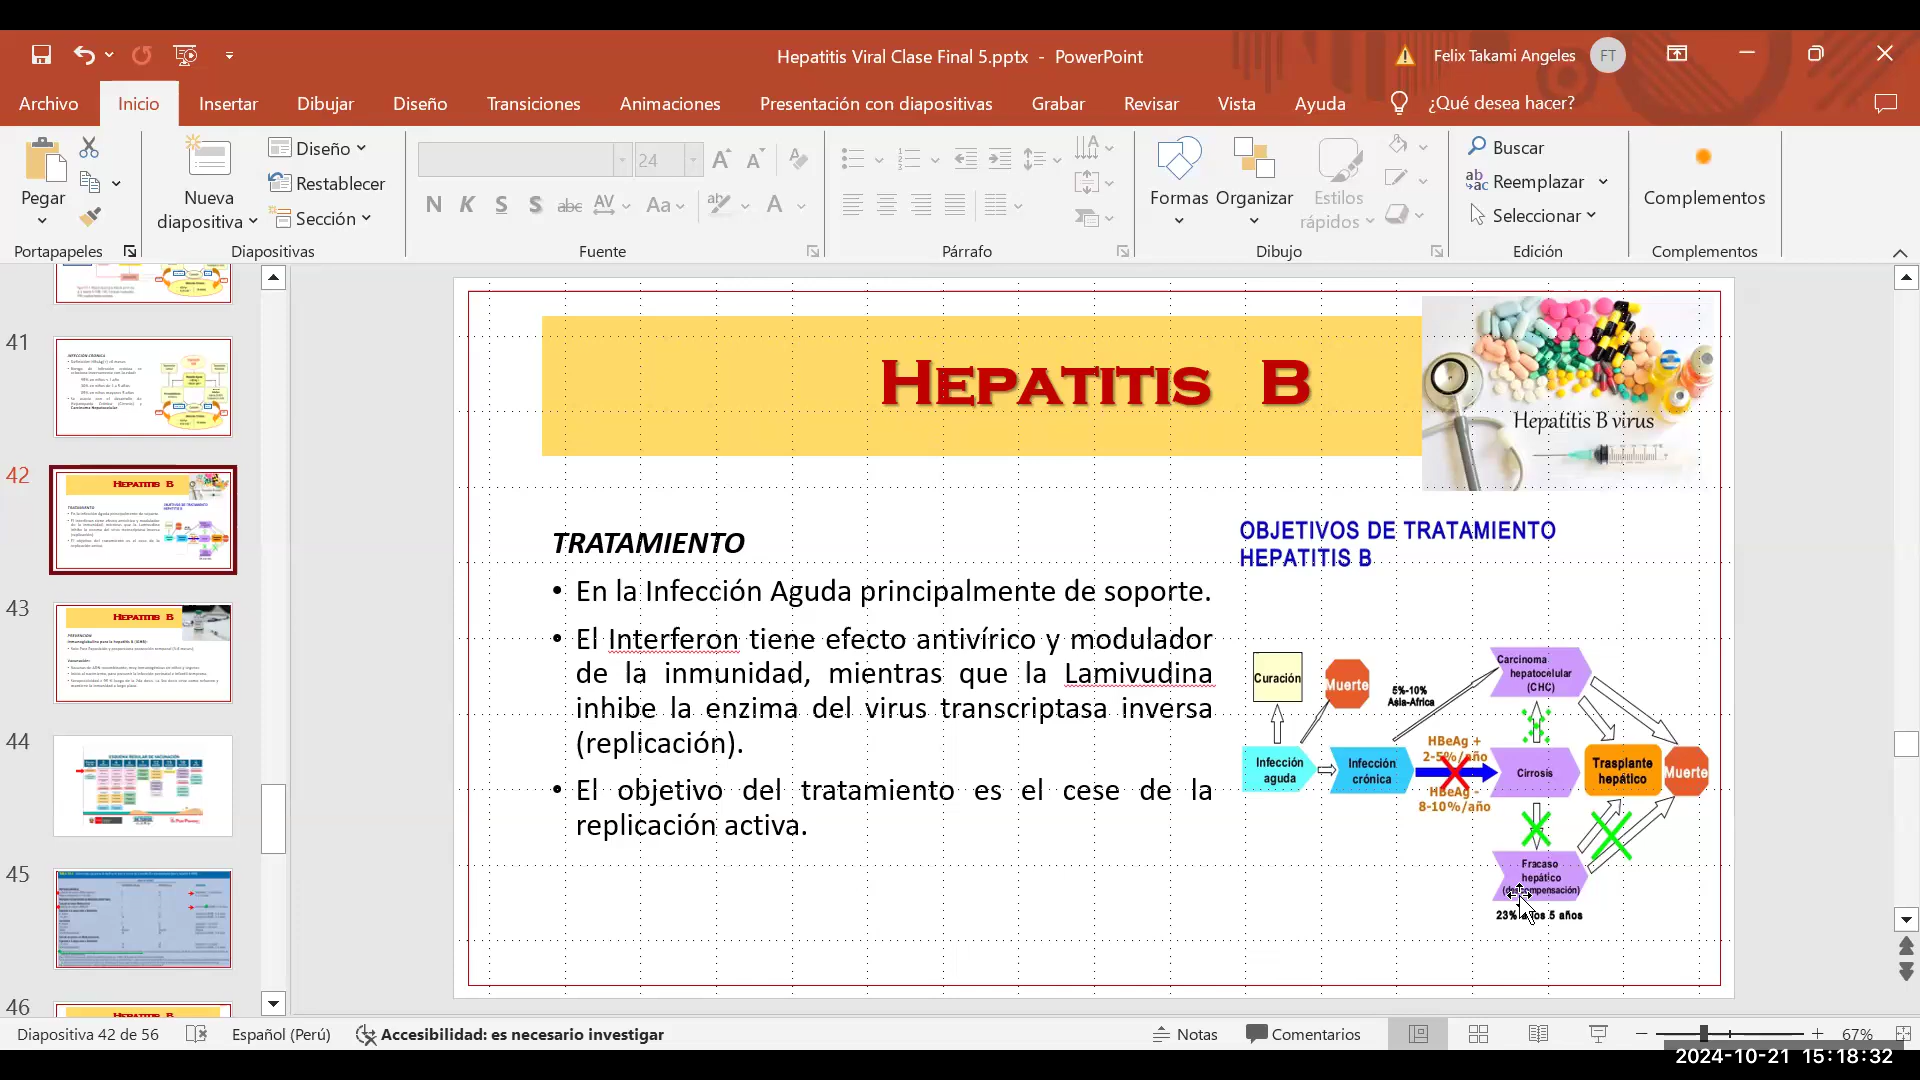 Hepatitis Viral Clase Final 5.pptx - PowerPoint
Felix Takami Angeles
FT
Archivo
Inicio
Insertar
Dibujar
Diseño
Transiciones
Animaciones
Presentación con diapositivas
Grabar
Revisar
Vista
Ayuda
¿Qué desea hacer?
Pegar
Nueva
diapositiva
Diseño
Restablecer
Sección
24
N K S S abc AV Aa A
Formas
Organizar
Estilos
rápidos
Buscar
Reemplazar
Seleccionar
Complementos
Portapapeles
Diapositivas
Fuente
Párrafo
Dibujo
Edición
Complementos
41
42
43
44
45
46
HEPATITIS B
Hepatitis B virus
TRATAMIENTO
• En la Infección Aguda principalmente de soporte.
• El Interferon tiene efecto antivírico y modulador
de la inmunidad, mientras que la Lamivudina
inhibe la enzima del virus transcriptasa inversa
(replicación).
• El objetivo del tratamiento es el cese de la
replicación activa.
OBJETIVOS DE TRATAMIENTO
HEPATITIS B
Curación
Muerte
5%-10%
Asia-Africa
Carcinoma
hepatocelular
(CHC)
Infección
aguda
Infección
crónica
HBeAg +
2-5%/año
HBeAg -
8-10%/año
Cirrosis
Trasplante
hepático
Muerte
Fracaso
hepático
23% 5 años
Diapositiva 42 de 56
Español (Perú)
Accesibilidad: es necesario investigar
Notas
Comentarios
67%
2024-10-21 15:18:32